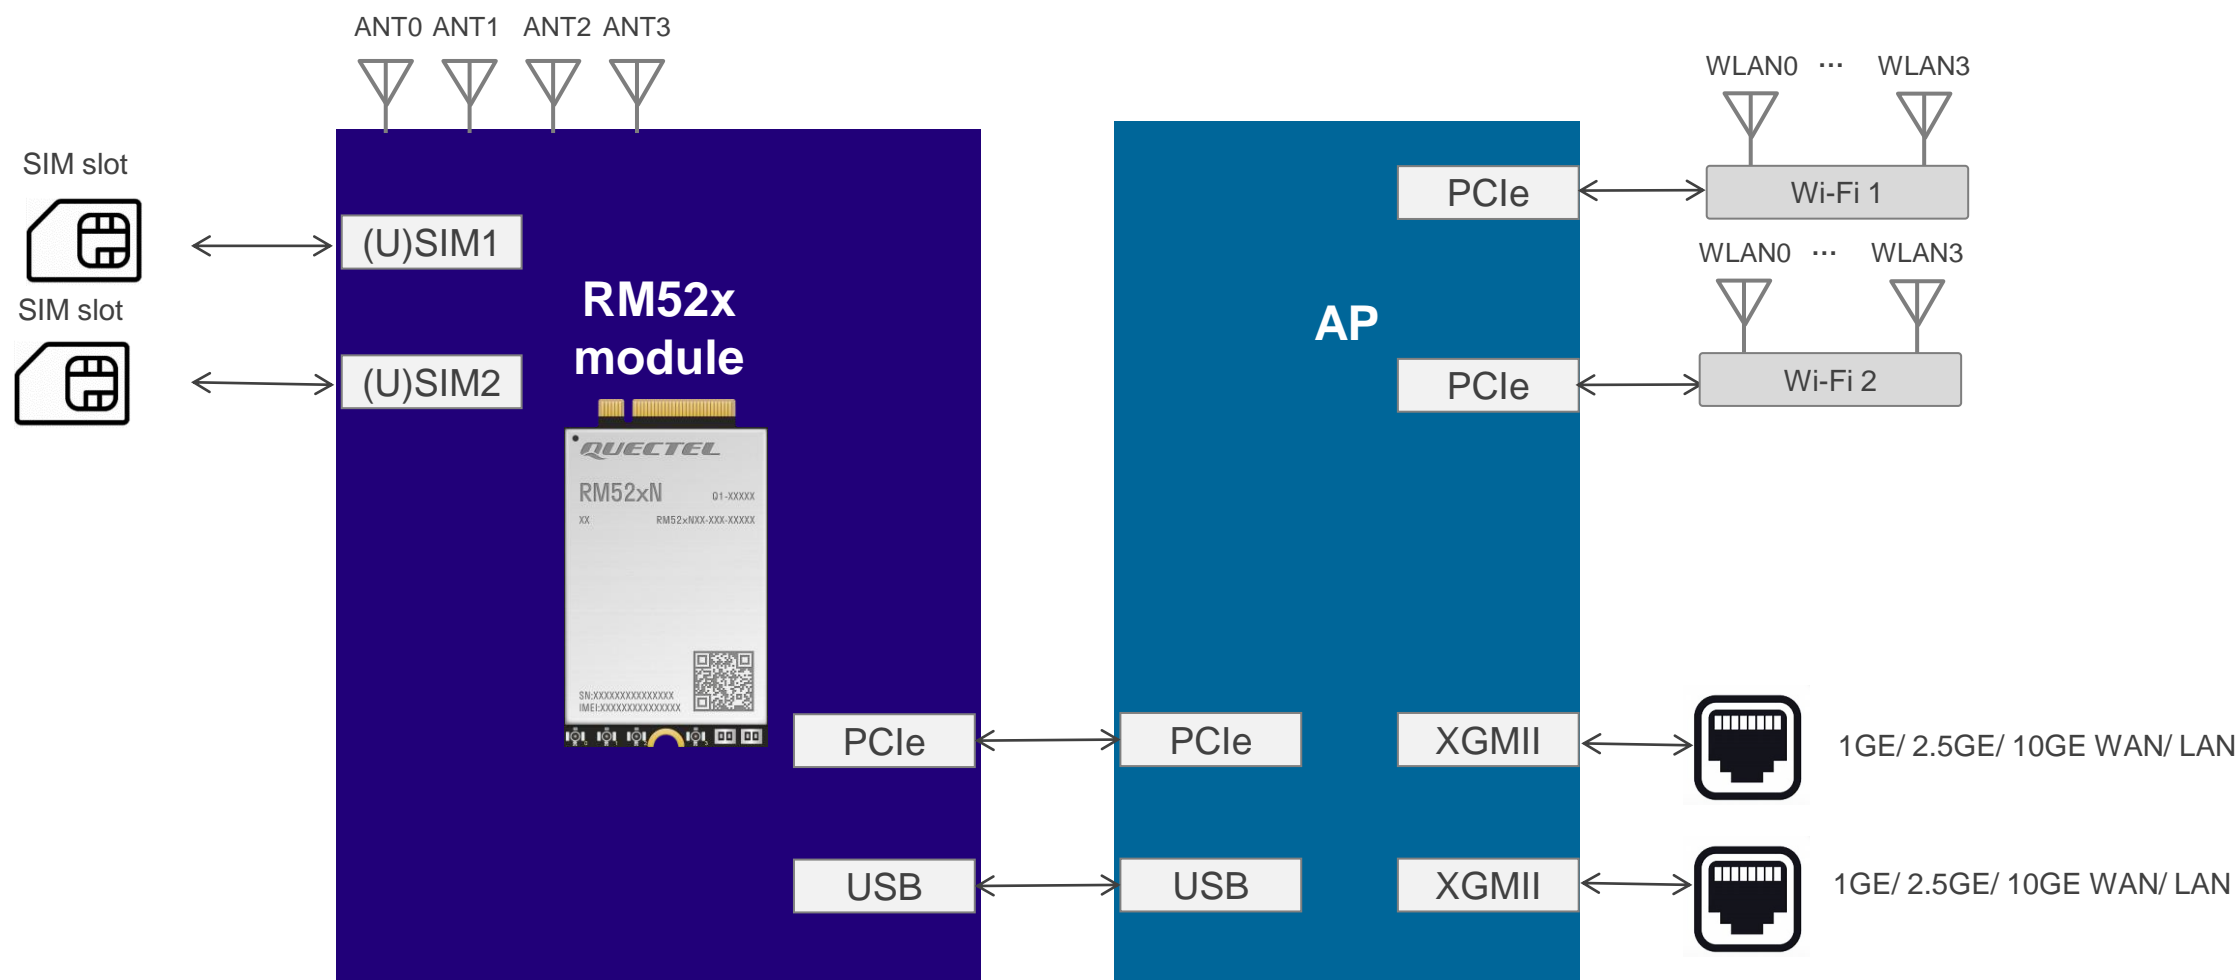 ANT0 ANT1 ANT2 ANT3
SIM slot
(U)SIM1
SIM slot
(U)SIM2
RM52x
module
QUECTEL
RM52xN
Q1-XXXXX
XX
RM52xNXX-XXX-XXXXX
SN:XXXXXXXXXXXXXXX
IMEI:XXXXXXXXXXXXXXX
PCIe
USB
AP
PCIe
USB
PCIe
PCIe
XGMII
XGMII
WLAN0 ··· WLAN3
Wi-Fi 1
WLAN0 ··· WLAN3
Wi-Fi 2
1GE/ 2.5GE/ 10GE WAN/ LAN
1GE/ 2.5GE/ 10GE WAN/ LAN